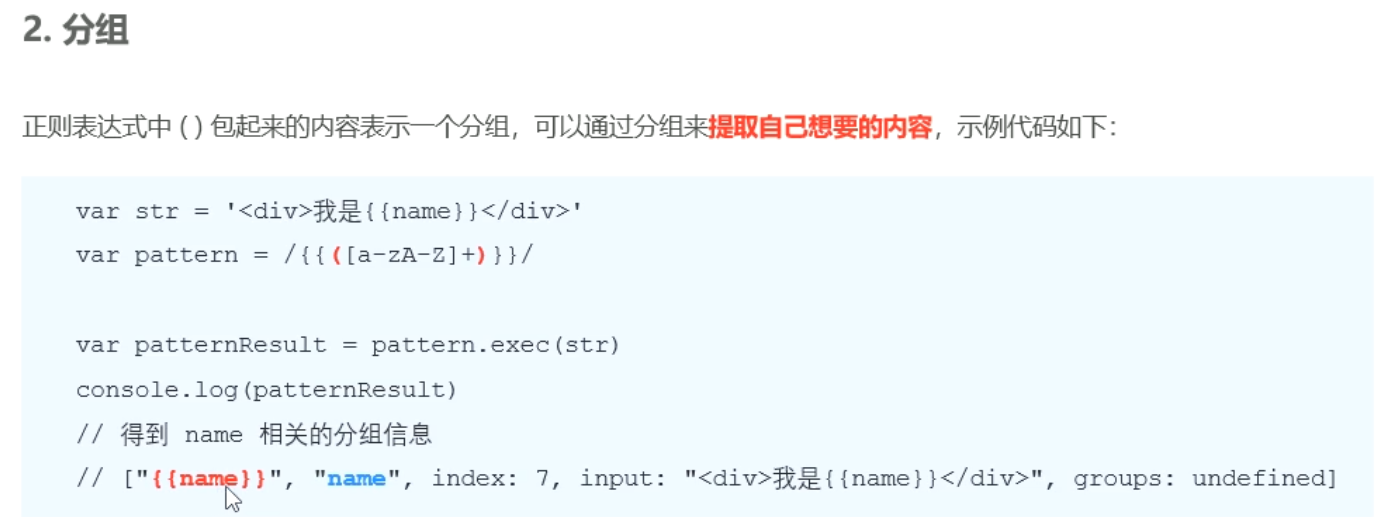 2. 分组
正则表达式中 ( ) 包起来的内容表示一个分组，可以通过分组来提取自己想要的内容，示例代码如下：
var str = '<div>我是{{name}}</div>'
var pattern = /{{([a-zA-Z]+)}}/
var patternResult = pattern.exec(str)
console.log(patternResult)
// 得到 name 相关的分组信息
// ["{{name}}", "name", index: 7, input: "<div>我是{{name}}</div>", groups: undefined]